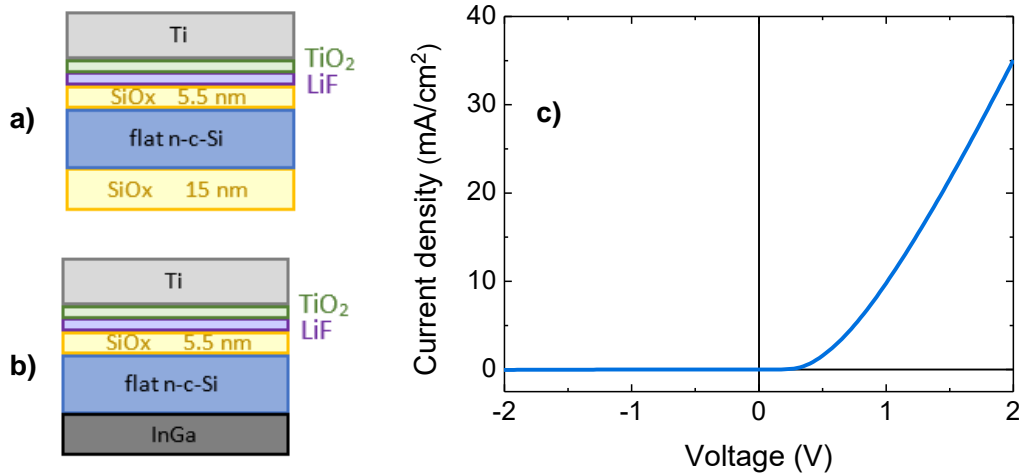 a)
Ti
TiO₂
LiF
SiOx 5.5 nm
flat n-c-Si
SiOx 15 nm
b)
Ti
TiO₂
LiF
SiOx 5.5 nm
flat n-c-Si
InGa
c)
Current density (mA/cm²)
40
30
20
10
0
-2 -1 0 1 2
Voltage (V)